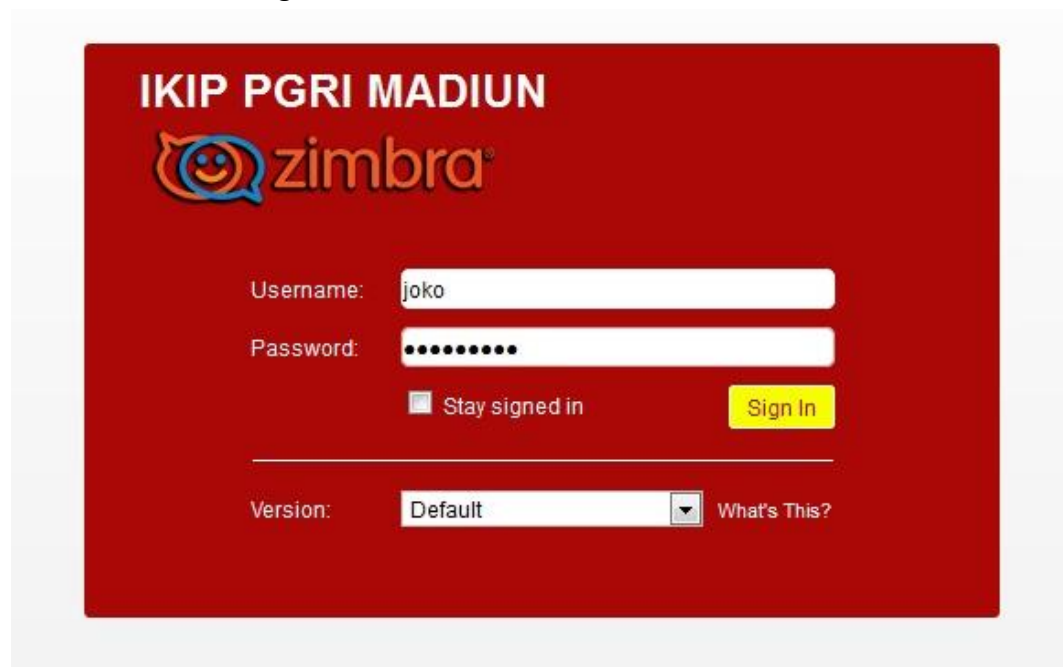 IKIP PGRI MADIUN
zimbra®
Username: joko
Password: •••••••••
Stay signed in Sign In
Version: Default What's This?